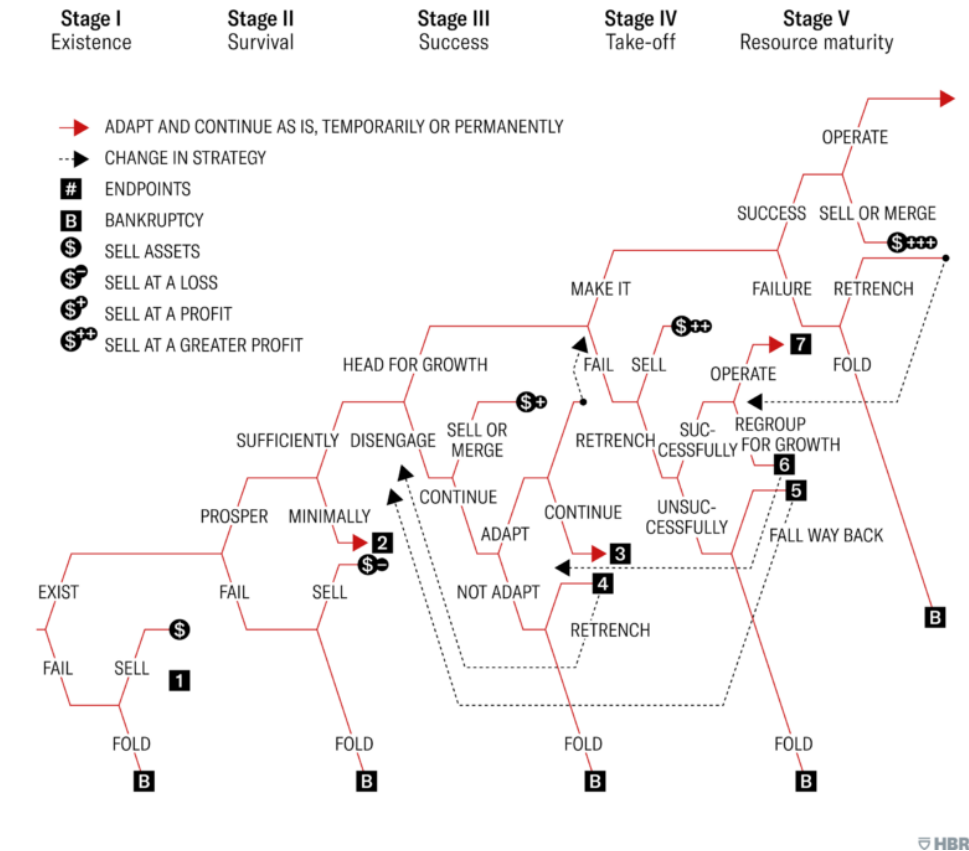 Stage I
Existence
Stage II
Survival
Stage III
Success
Stage IV
Take-off
Stage V
Resource maturity
ADAPT AND CONTINUE AS IS, TEMPORARILY OR PERMANENTLY
CHANGE IN STRATEGY
# ENDPOINTS
B BANKRUPTCY
$ SELL ASSETS
$- SELL AT A LOSS
$+ SELL AT A PROFIT
$++ SELL AT A GREATER PROFIT
OPERATE
SUCCESS
SELL OR MERGE
$+++
MAKE IT
FAILURE
RETRENCH
$++
7
HEAD FOR GROWTH
FAIL
SELL
OPERATE
FOLD
$+
SUFFICIENTLY
DISENGAGE
SELL OR
MERGE
RETRENCH
SUC-
CESSFULLY
REGROUP
FOR GROWTH
6
5
CONTINUE
PROSPER
MINIMALLY
ADAPT
CONTINUE
UNSUC-
CESSFULLY
FALL WAY BACK
2
3
$-
EXIST
FAIL
SELL
NOT ADAPT
4
B
$
RETRENCH
FAIL
SELL
1
FOLD
FOLD
FOLD
FOLD
B
B
B
B
HBR